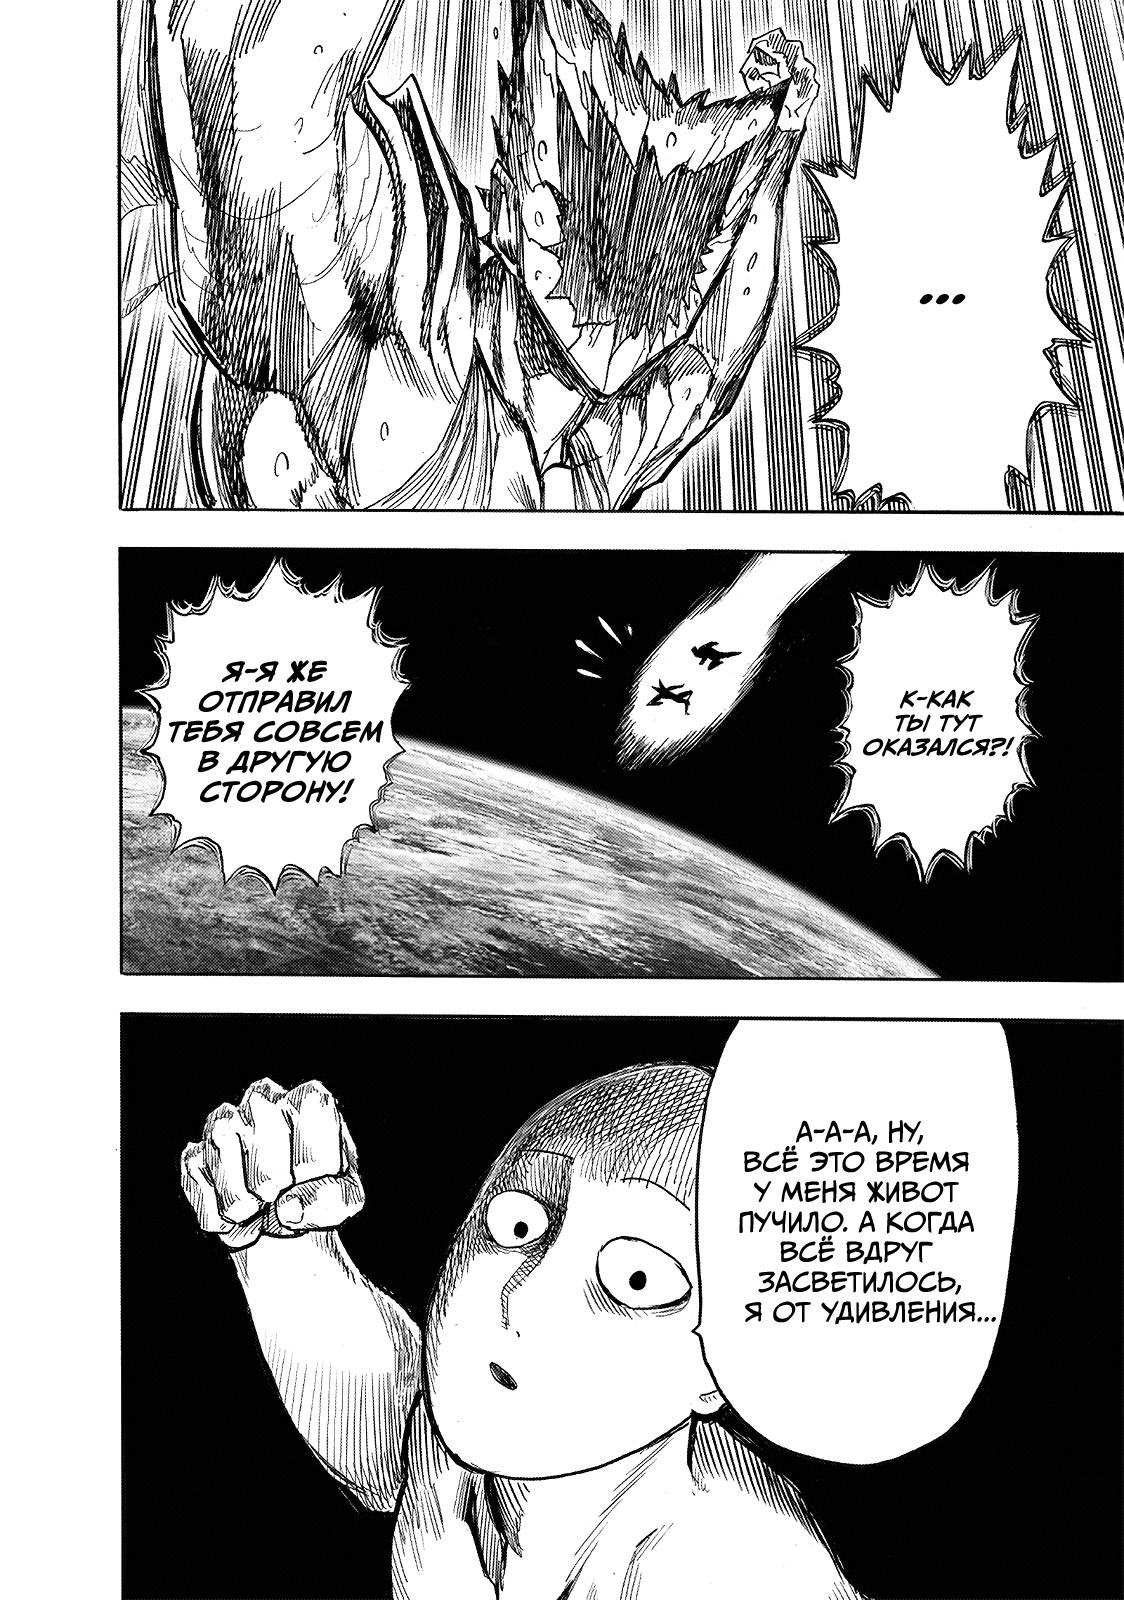 ...
К-КАК
ТЫ ТУТ
ОКАЗАЛСЯ?!
Я-Я ЖЕ
ОТПРАВИЛ
ТЕБЯ СОВСЕМ
В ДРУГУЮ
СТОРОНУ!
А-А-А, НУ,
ВСЁ ЭТО ВРЕМЯ
У МЕНЯ ЖИВОТ
ПУЧИЛО. А КОГДА
ВСЁ ВДРУГ
ЗАСВЕТИЛОСЬ,
Я ОТ УДИВЛЕНИЯ...